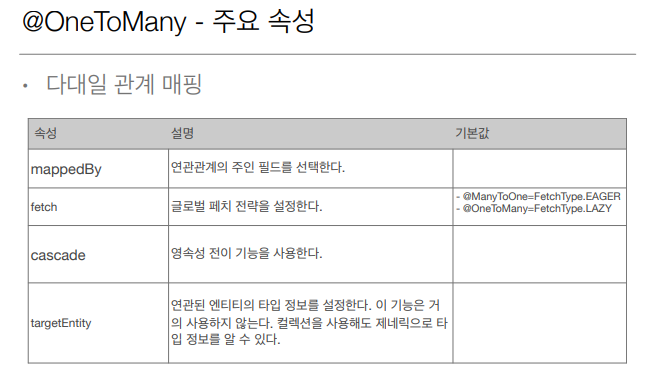 @OneToMany - 주요 속성
• 다대일 관계 매핑
속성 설명 기본값
mappedBy 연관관계의 주인 필드를 선택한다.
fetch 글로벌 페치 전략을 설정한다. - @ManyToOne=FetchType.EAGER
- @OneToMany=FetchType.LAZY
cascade 영속성 전이 기능을 사용한다.
targetEntity 연관된 엔티티의 타입 정보를 설정한다. 이 기능은 거
의 사용하지 않는다. 컬렉션을 사용해도 제네릭으로 타
입 정보를 알 수 있다.